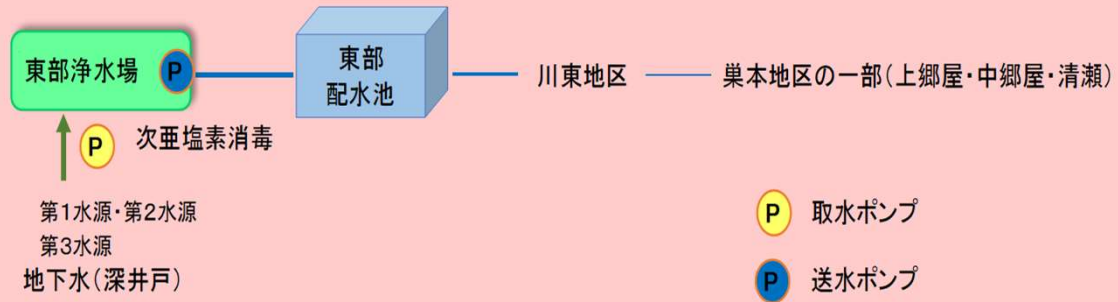 東部浄水場
P
東部
配水池
川東地区
巣本地区の一部(上郷屋・中郷屋・清瀬)
P
次亜塩素消毒
第1水源・第2水源
第3水源
地下水(深井戸)
P 取水ポンプ
P 送水ポンプ